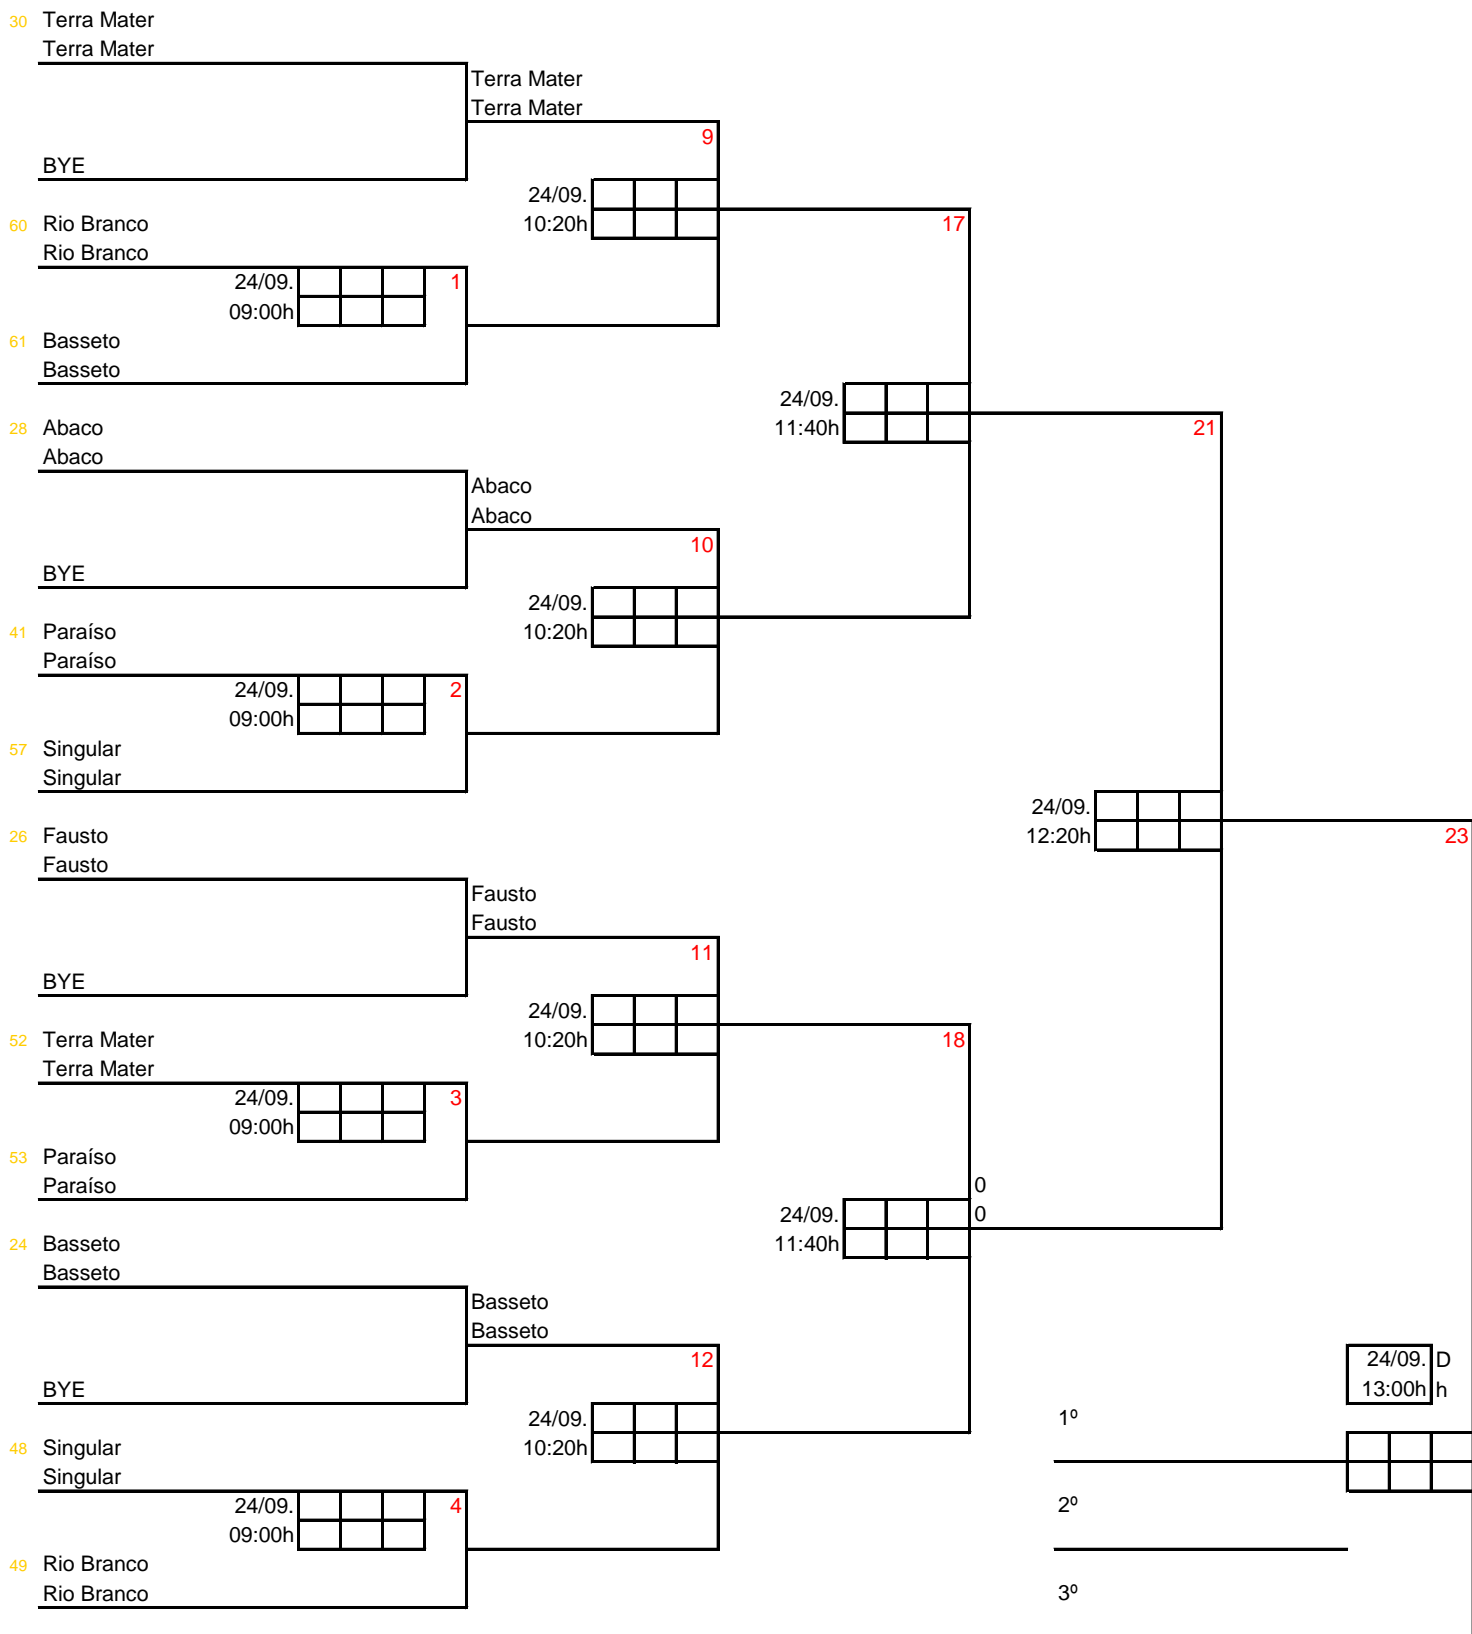 30 Terra Mater
Terra Mater
Terra Mater
Terra Mater
9
BYE
24/09.
10:20h
60 Rio Branco
Rio Branco
17
24/09.
09:00h
1
61 Basseto
Basseto
24/09.
11:40h
28 Abaco
Abaco
21
Abaco
Abaco
10
BYE
24/09.
10:20h
41 Paraíso
Paraíso
24/09.
09:00h
2
57 Singular
Singular
24/09.
12:20h
26 Fausto
Fausto
23
Fausto
Fausto
11
BYE
24/09.
10:20h
52 Terra Mater
Terra Mater
18
24/09.
09:00h
3
53 Paraíso
Paraíso
0
0
24/09.
11:40h
24 Basseto
Basseto
Basseto
Basseto
12
24/09. D
13:00h h
BYE
24/09.
10:20h
1º
48 Singular
Singular
24/09.
09:00h
4
2º
49 Rio Branco
Rio Branco
3º